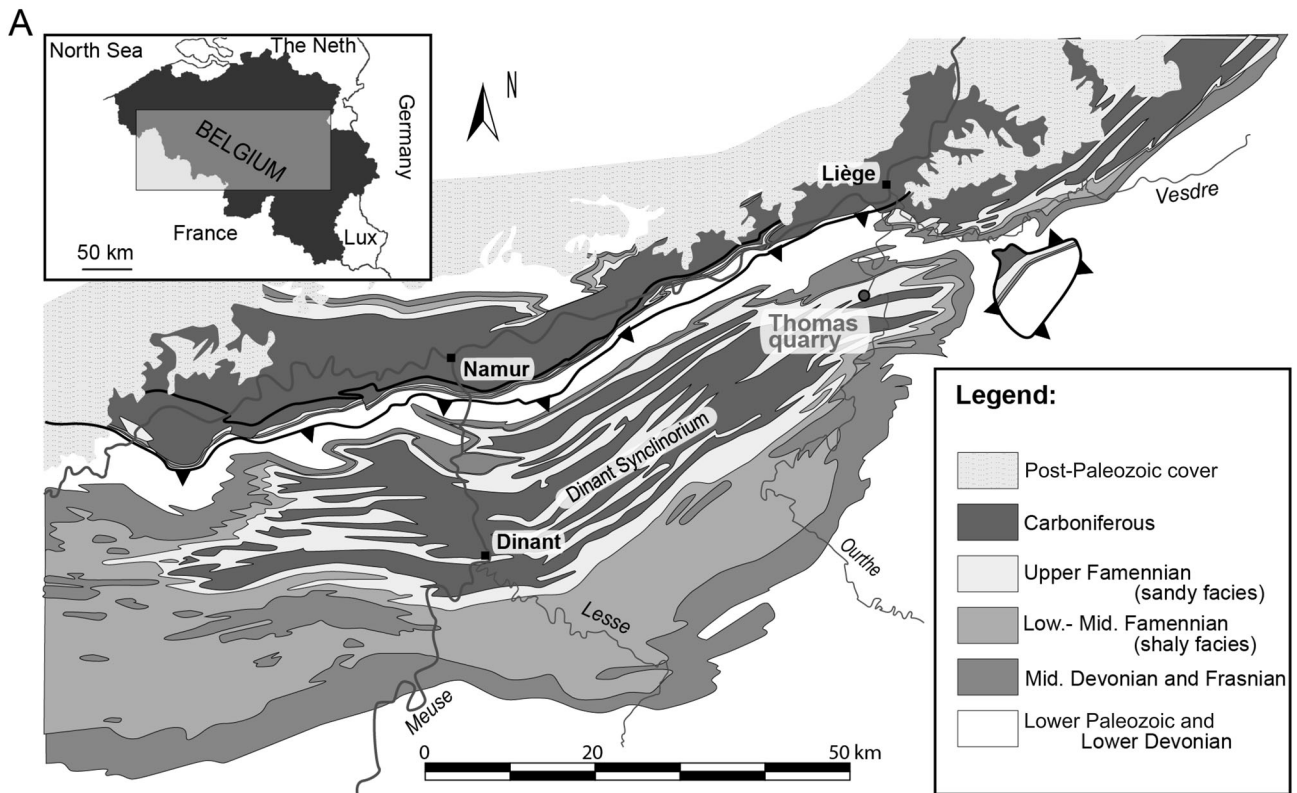 A
North Sea
The Neth
Germany
BELGIUM
France
Lux
50 km
N
Liège
Vesdre
Thomas
quarry
Namur
Dinant Synclinorium
Dinant
Ourthe
Lesse
Meuse
0
20
50 km
Legend:
Post-Paleozoic cover
Carboniferous
Upper Famennian
(sandy facies)
Low.- Mid. Famennian
(shaly facies)
Mid. Devonian and Frasnian
Lower Paleozoic and
Lower Devonian